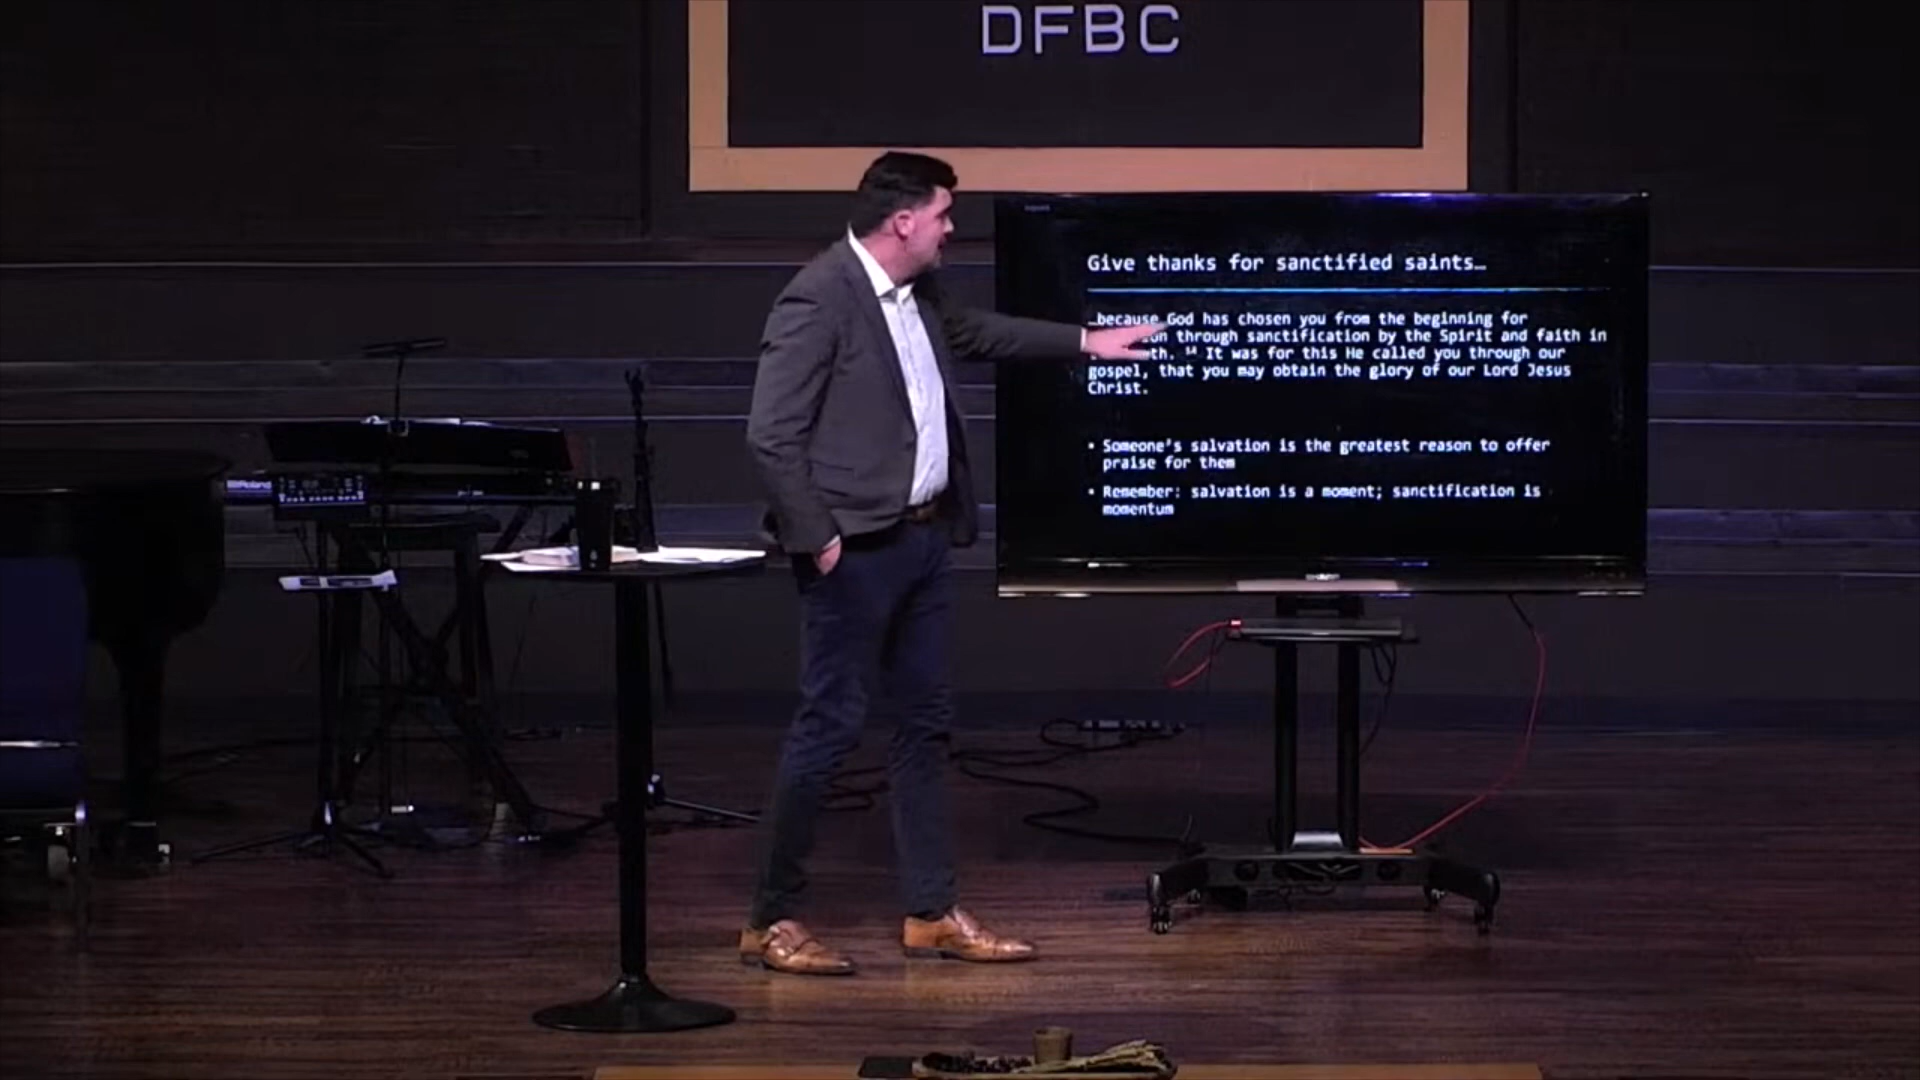 DFBC
Give thanks for sanctified saints…
…because God has chosen you from the beginning for
through sanctification by the Spirit and faith in
14 It was for this He called you through our
gospel, that you may obtain the glory of our Lord Jesus
Christ.
• Someone's salvation is the greatest reason to offer
praise for them
• Remember: salvation is a moment; sanctification is
momentum
Roland